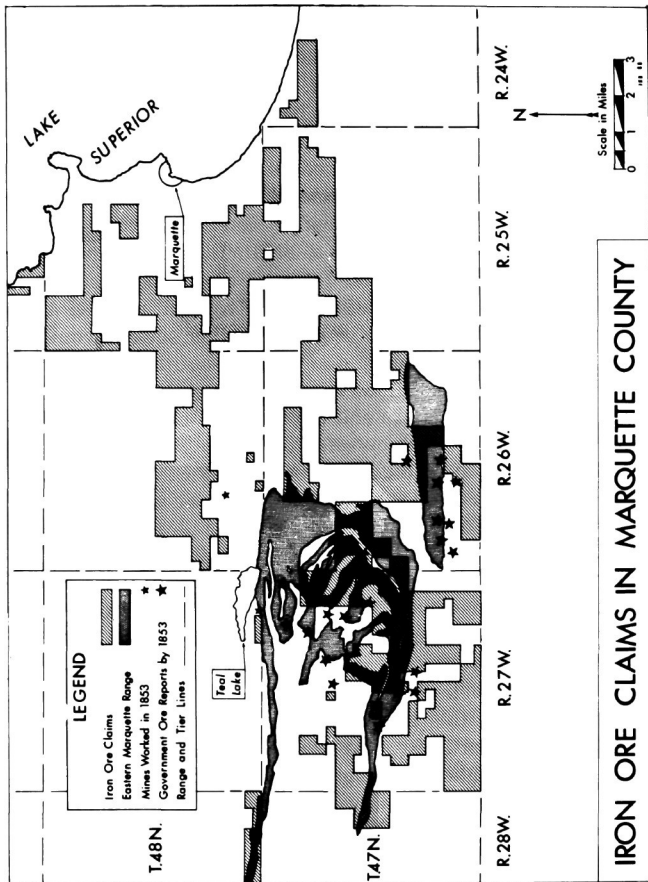 LAKE
SUPERIOR
Marquette
Teal
Lake
LEGEND
Iron Ore Claims
Eastern Marquette Range
Mines Worked in 1853
Government Ore Reports by 1853
Range and Tier Lines
T.48N.
T.47N.
R.28W.
R.27W.
R.26W.
R.25W.
R.24W.
N
Scale in Miles
0 1 2 3
IRON ORE CLAIMS IN MARQUETTE COUNTY